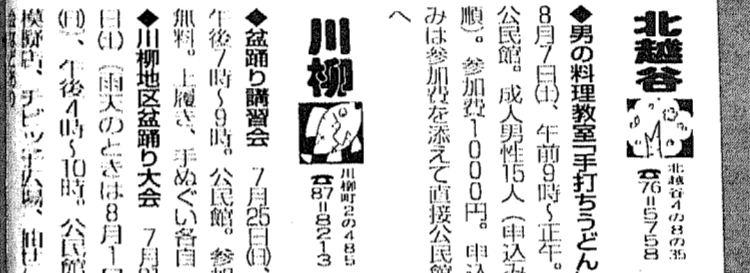 北越谷
北越谷4の8の35
☎76=5758
◆男の料理教室「手打ちうどん
8月7日(土)、午前9時〜正午。
公民館。成人男性15人(申込み
順)。参加費1000円。申込
みは参加費を添えて直接公民館
へ
川柳
川柳町2の485
☎87=8213
◆盆踊り講習会 7月25日(日)、
午後7時〜9時。公民館。参加
無料。上履き、手ぬぐい各自
◆川柳地区盆踊り大会 7月
日(土)(雨天のときは8月1日
(日)、午後4時〜10時。公民館